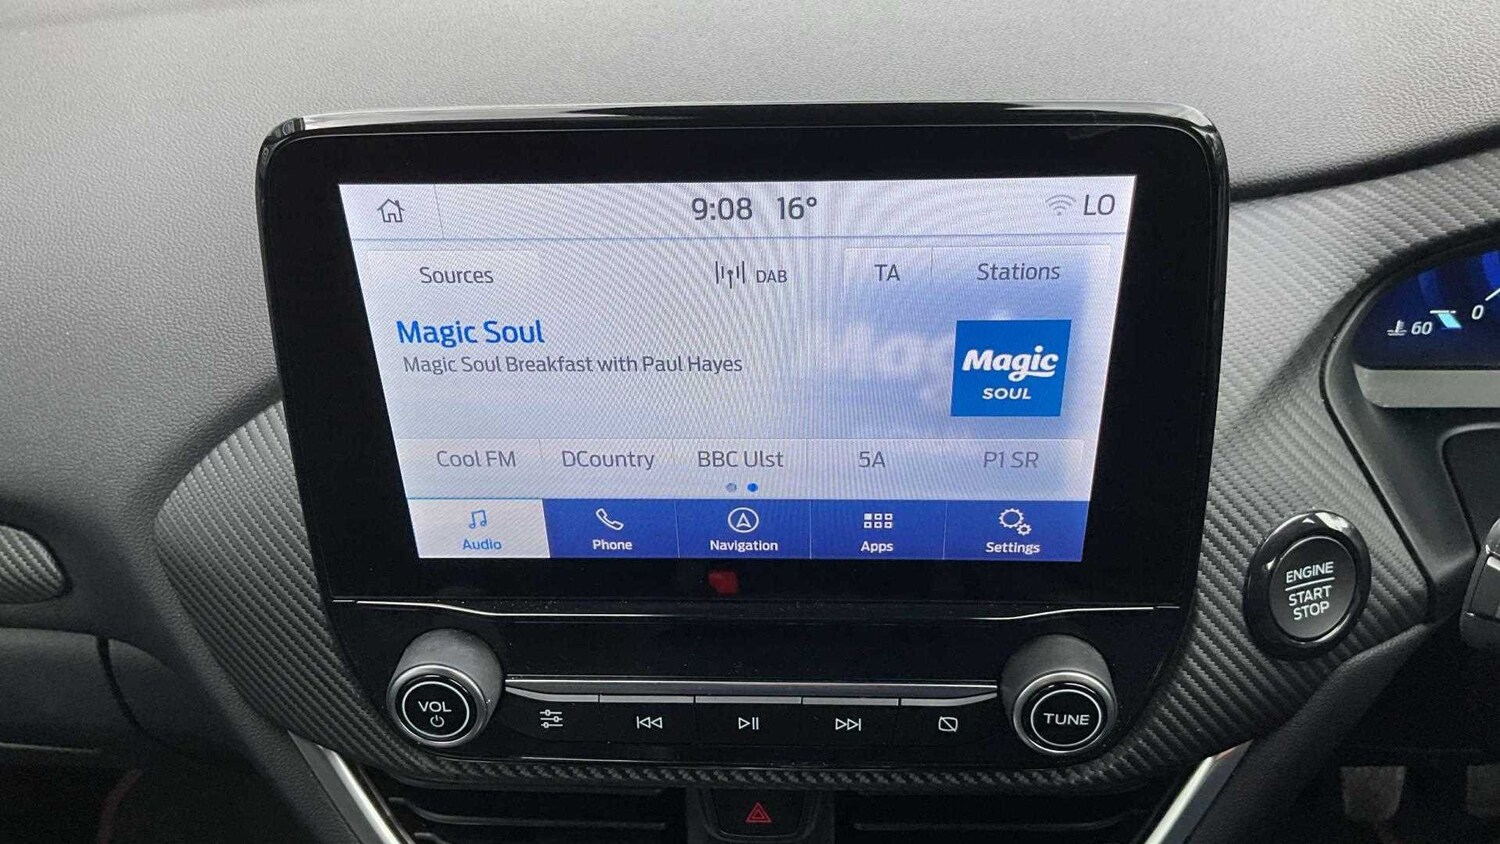 9:08 16° LO
Sources DAB TA Stations
Magic Soul
Magic Soul Breakfast with Paul Hayes
Magic
SOUL
Cool FM DCountry BBC Ulst 5A P1 SR
Audio Phone Navigation Apps Settings
60 0
ENGINE
START
STOP
VOL
TUNE